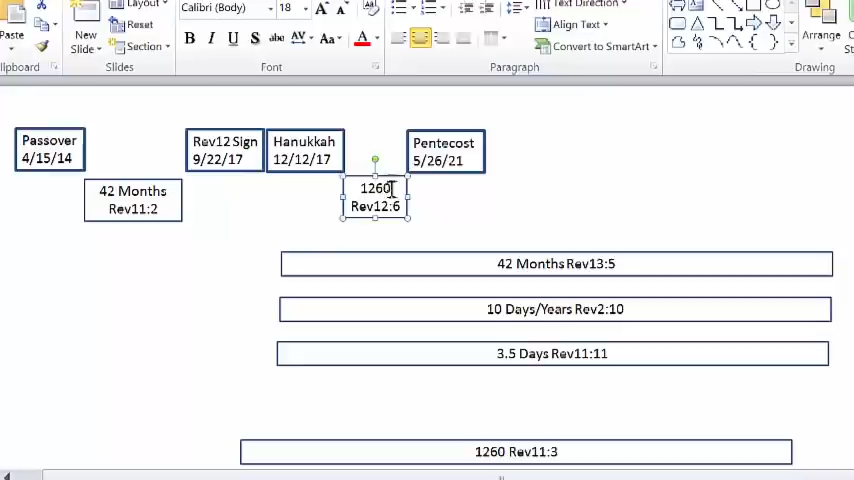 Calibri (Body)
18
Layout
Text Direction
Reset
Align Text
Paste
New
Slide
Section
B I U S abc AV Aa A
Convert to SmartArt
Arrange
Slides
Font
Paragraph
Drawing
Passover
4/15/14
Rev12 Sign
9/22/17
Hanukkah
12/12/17
Pentecost
5/26/21
42 Months
Rev11:2
1260
Rev12:6
42 Months Rev13:5
10 Days/Years Rev2:10
3.5 Days Rev11:11
1260 Rev11:3